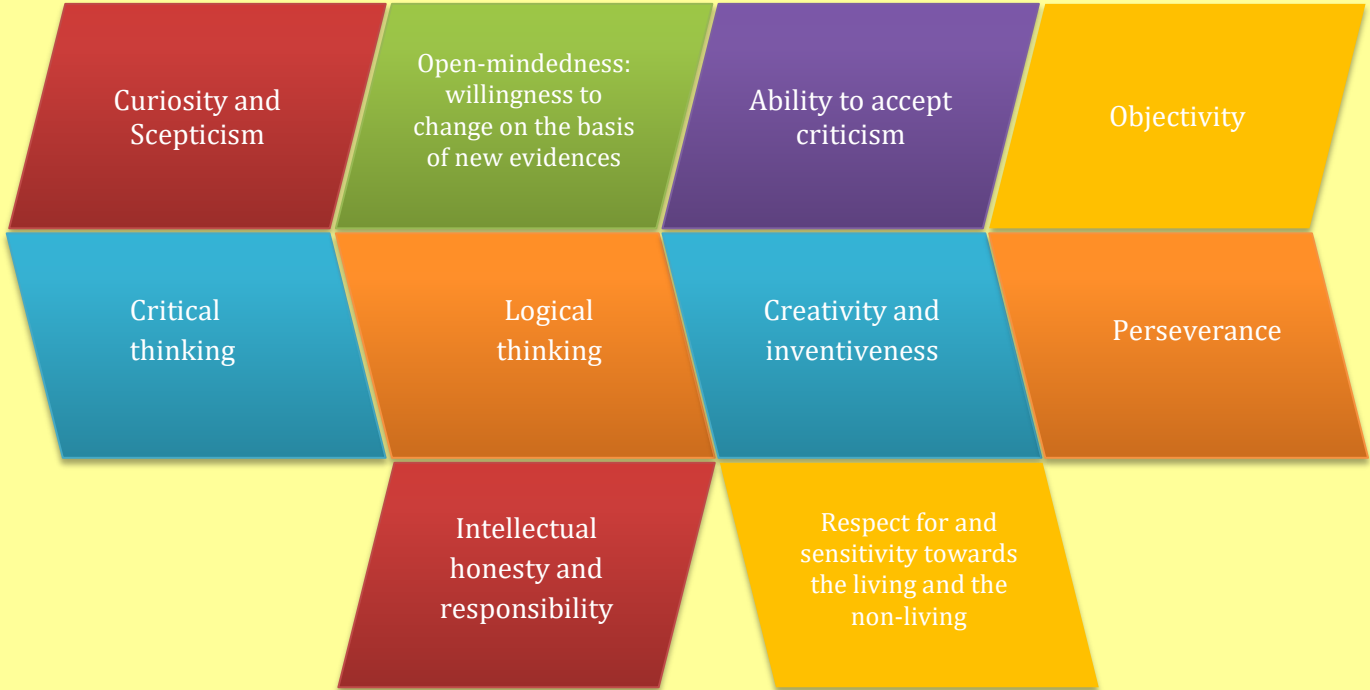 Curiosity and
Scepticism
Open-mindedness:
willingness to
change on the basis
of new evidences
Ability to accept
criticism
Objectivity
Critical
thinking
Logical
thinking
Creativity and
inventiveness
Perseverance
Intellectual
honesty and
responsibility
Respect for and
sensitivity towards
the living and the
non-living